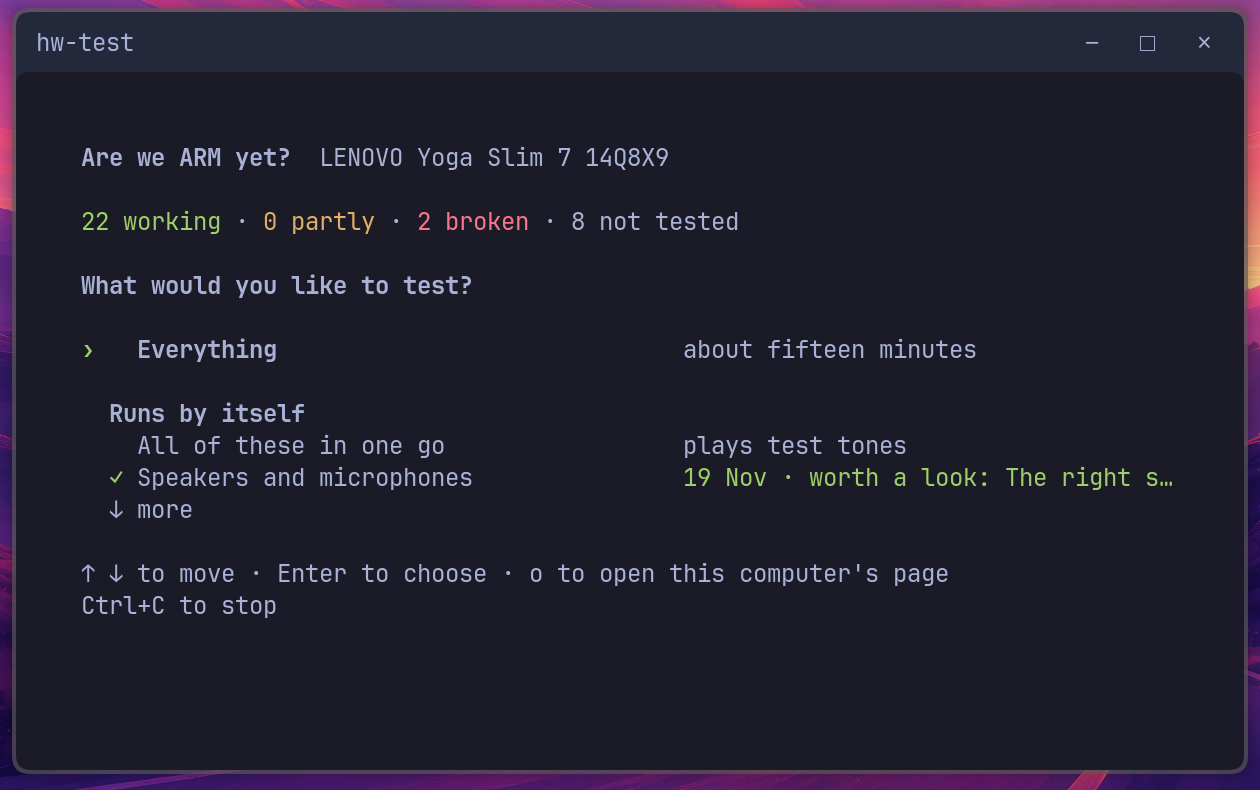 hw-test
Are we ARM yet? LENOVO Yoga Slim 7 14Q8X9
22 working · 0 partly · 2 broken · 8 not tested
What would you like to test?
› Everything about fifteen minutes
Runs by itself
All of these in one go plays test tones
✓ Speakers and microphones 19 Nov · worth a look: The right s…
↓ more
↑ ↓ to move · Enter to choose · o to open this computer's page
Ctrl+C to stop